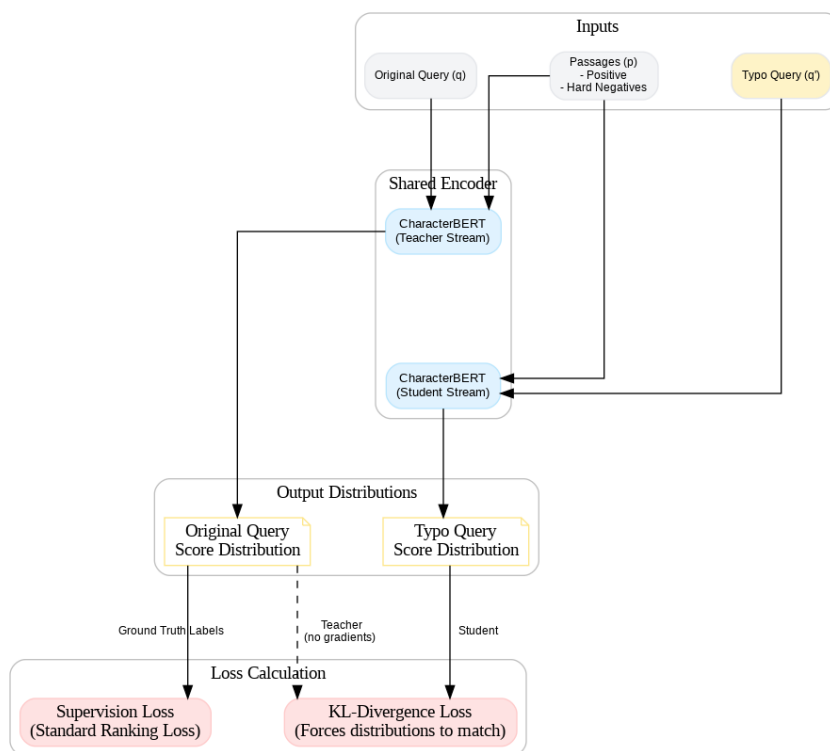 Inputs
Original Query (q)
Passages (p)
- Positive
- Hard Negatives
Typo Query (q')
Shared Encoder
CharacterBERT
(Teacher Stream)
CharacterBERT
(Student Stream)
Output Distributions
Original Query
Score Distribution
Typo Query
Score Distribution
Ground Truth Labels
Teacher
(no gradients)
Student
Loss Calculation
Supervision Loss
(Standard Ranking Loss)
KL-Divergence Loss
(Forces distributions to match)